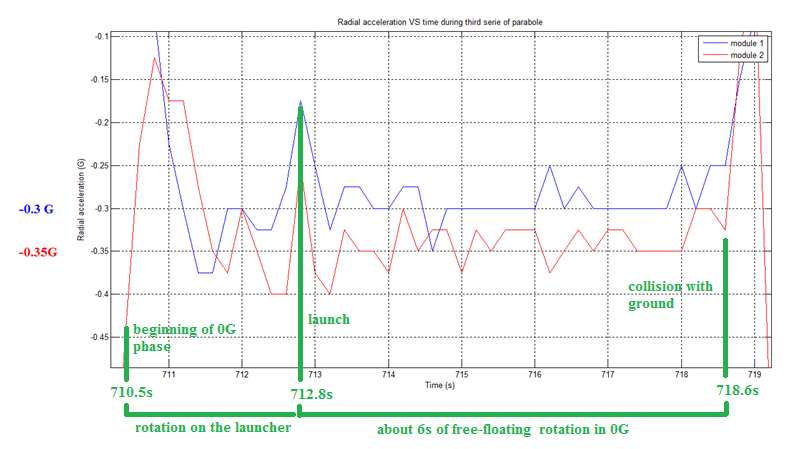 Radial acceleration VS time during third serie of parabole
module 1
module 2
-0.1
-0.15
-0.2
-0.25
-0.3
-0.35
-0.4
-0.45
Radial acceleration (G)
-0.3 G
-0.35G
beginning of 0G
phase
launch
collision with
ground
711
712
713
714
715
716
717
718
719
Time (s)
710.5s
712.8s
718.6s
rotation on the launcher
about 6s of free-floating rotation in 0G